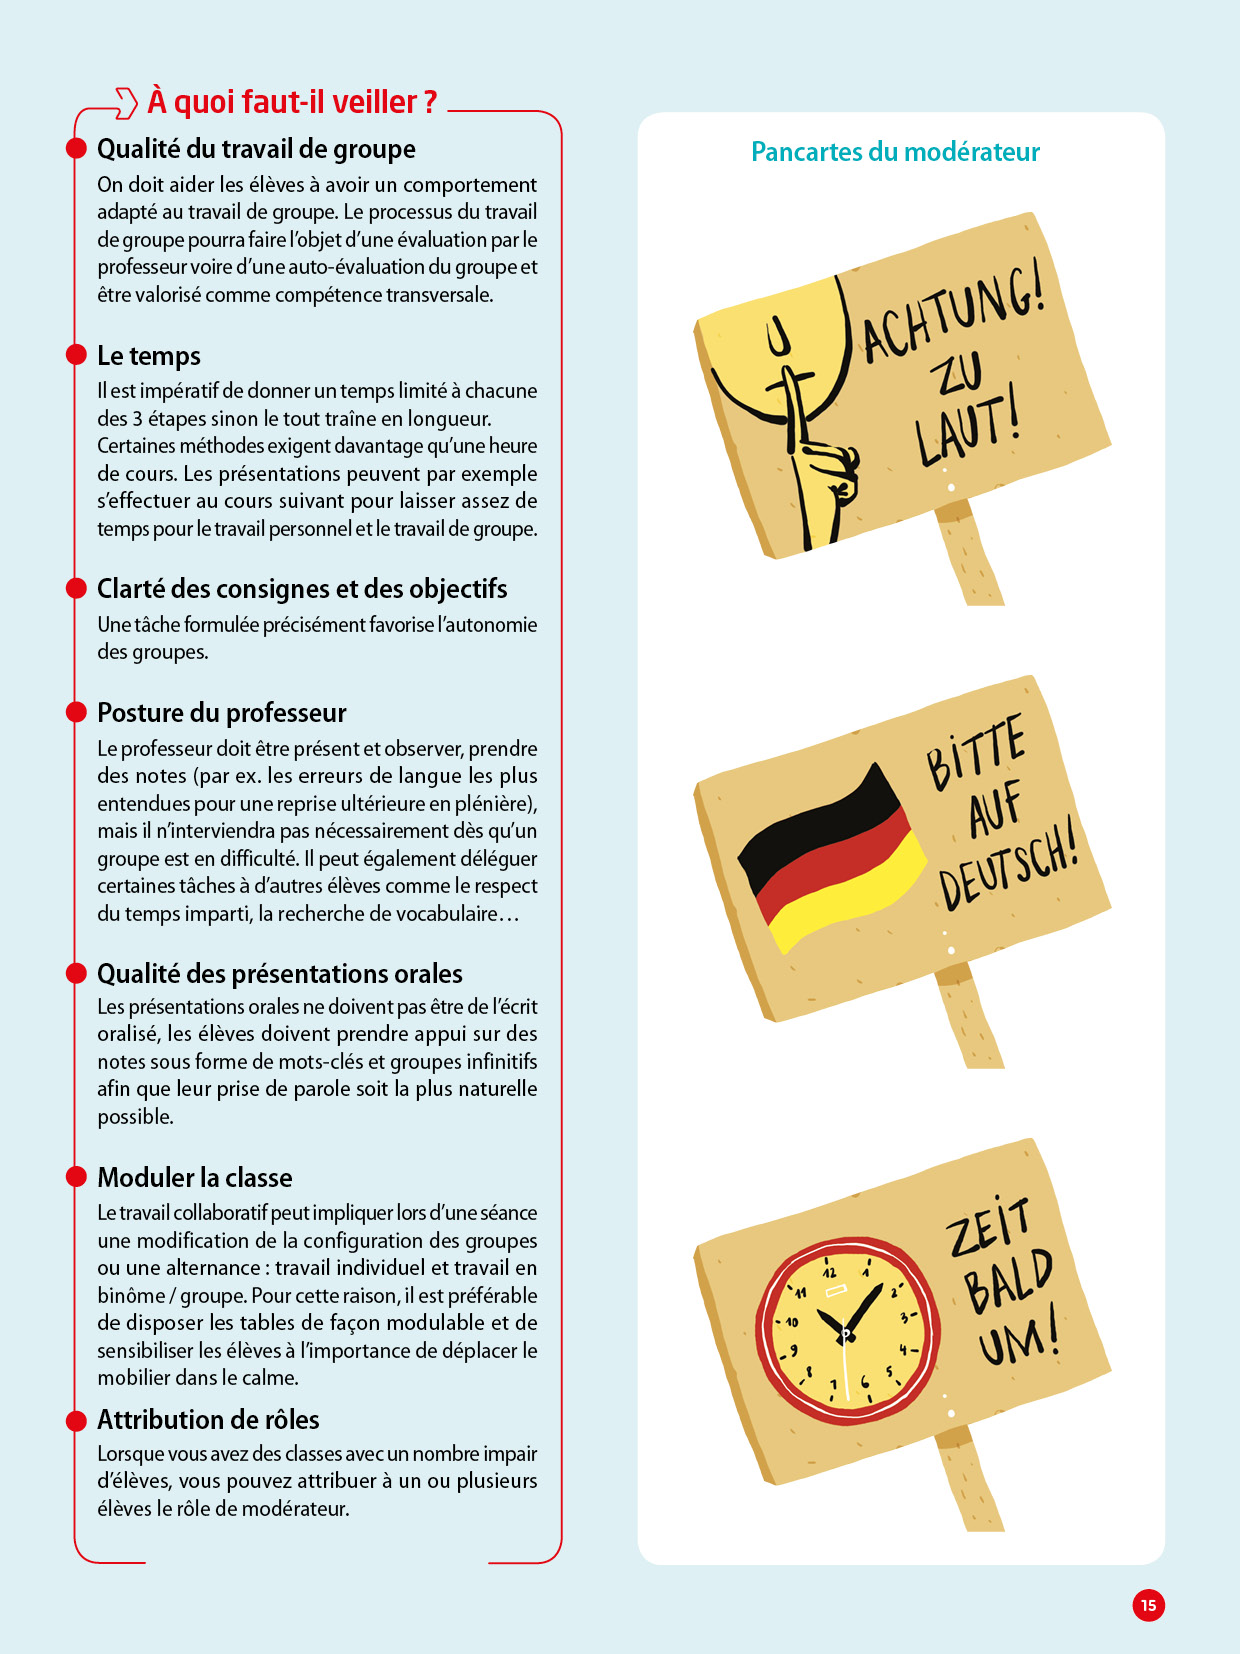 À quoi faut-il veiller ?
Qualité du travail de groupe
On doit aider les élèves à avoir un comportement
adapté au travail de groupe. Le processus du travail
de groupe pourra faire l’objet d’une évaluation par le
professeur voire d’une auto-évaluation du groupe et
être valorisé comme compétence transversale.
Le temps
Il est impératif de donner un temps limité à chacune
des 3 étapes sinon le tout traîne en longueur.
Certaines méthodes exigent davantage qu’une heure
de cours. Les présentations peuvent par exemple
s’effectuer au cours suivant pour laisser assez de
temps pour le travail personnel et le travail de groupe.
Clarté des consignes et des objectifs
Une tâche formulée précisément favorise l’autonomie
des groupes.
Posture du professeur
Le professeur doit être présent et observer, prendre
des notes (par ex. les erreurs de langue les plus
entendues pour une reprise ultérieure en plénière),
mais il n’interviendra pas nécessairement dès qu’un
groupe est en difficulté. Il peut également déléguer
certaines tâches à d’autres élèves comme le respect
du temps imparti, la recherche de vocabulaire…
Qualité des présentations orales
Les présentations orales ne doivent pas être de l’écrit
oralisé, les élèves doivent prendre appui sur des
notes sous forme de mots-clés et groupes infinitifs
afin que leur prise de parole soit la plus naturelle
possible.
Moduler la classe
Le travail collaboratif peut impliquer lors d’une séance
une modification de la configuration des groupes
ou une alternance : travail individuel et travail en
binôme / groupe. Pour cette raison, il est préférable
de disposer les tables de façon modulable et de
sensibiliser les élèves à l’importance de déplacer le
mobilier dans le calme.
Attribution de rôles
Lorsque vous avez des classes avec un nombre impair
d’élèves, vous pouvez attribuer à un ou plusieurs
élèves le rôle de modérateur.
Pancartes du modérateur
ACHTUNG!
ZU
LAUT!
BITTE
AUF
DEUTSCH!
ZEIT
BALD
UM!
12
1
2
3
4
5
6
7
8
9
10
11
15